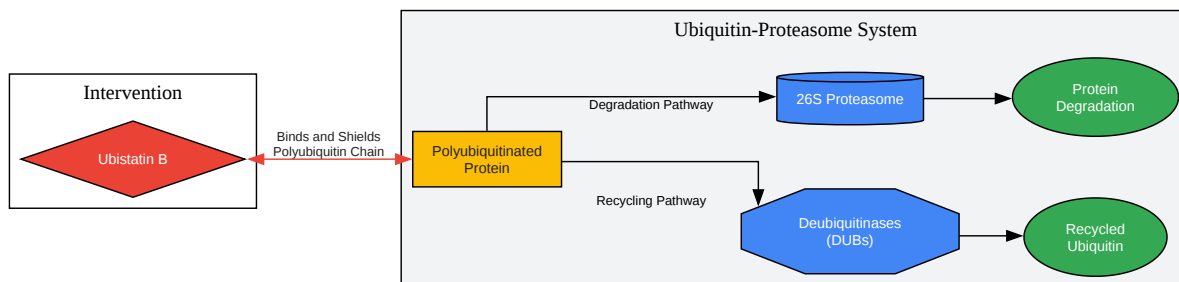 Ubiquitin-Proteasome System
Intervention
Ubistatin B
Binds and Shields
Polyubiquitin Chain
Polyubiquitinated
Protein
Degradation Pathway
26S Proteasome
Protein
Degradation
Recycling Pathway
Deubiquitinases
(DUBs)
Recycled
Ubiquitin